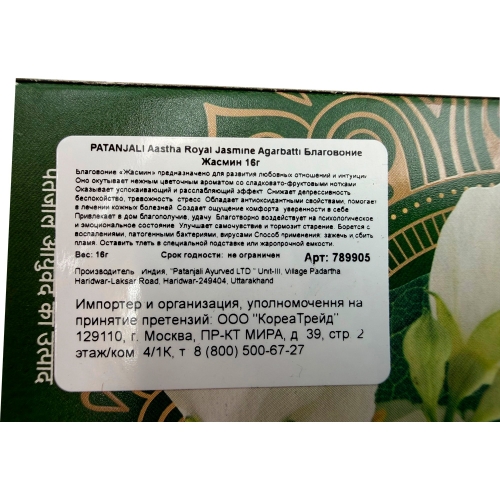 PATANJALI Aastha Royal Jasmine Agarbatti Благовоние
Жасмин 16г
Благовоние «Жасмин» предназначено для развития любовных отношений и интуиции
Оно окутывает нежным цветочным ароматом со сладковато-фруктовыми нотками
Оказывает успокаивающий и расслабляющий эффект. Снижает депрессивность
беспокойство, тревожность стресс Обладает антиоксидантными свойствами, помогает
в лечении кожных болезней Создает ощущение комфорта уверенности в себе
Привлекает в дом благополучие, удачу Благотворно воздействует на психологическое
и эмоциональное состояние Улучшает самочувствие и тормозит старение. Борется с
воспалениями, патогенными бактериями, вирусами Способ применения зажечь и сбить
пламя. Оставить тлеть в специальной подставке или жаропрочной емкости.
Вес: 16г Срок годности: не ограничен Арт: 789905
Производитель Индия, "Patanjali Ayurved LTD " Unit-III, Village Padartha
Haridwar-Laksar Road, Haridwar-249404, Uttarakhand
Импортер и организация, уполномоченная на
принятие претензий: ООО "КореаТрейд"
129110, г. Москва, ПР-КТ МИРА, д 39, стр 2
этаж/ком 4/1К, т 8 (800) 500-67-27
पतंजलि आयुर्वेद का उत्पाद